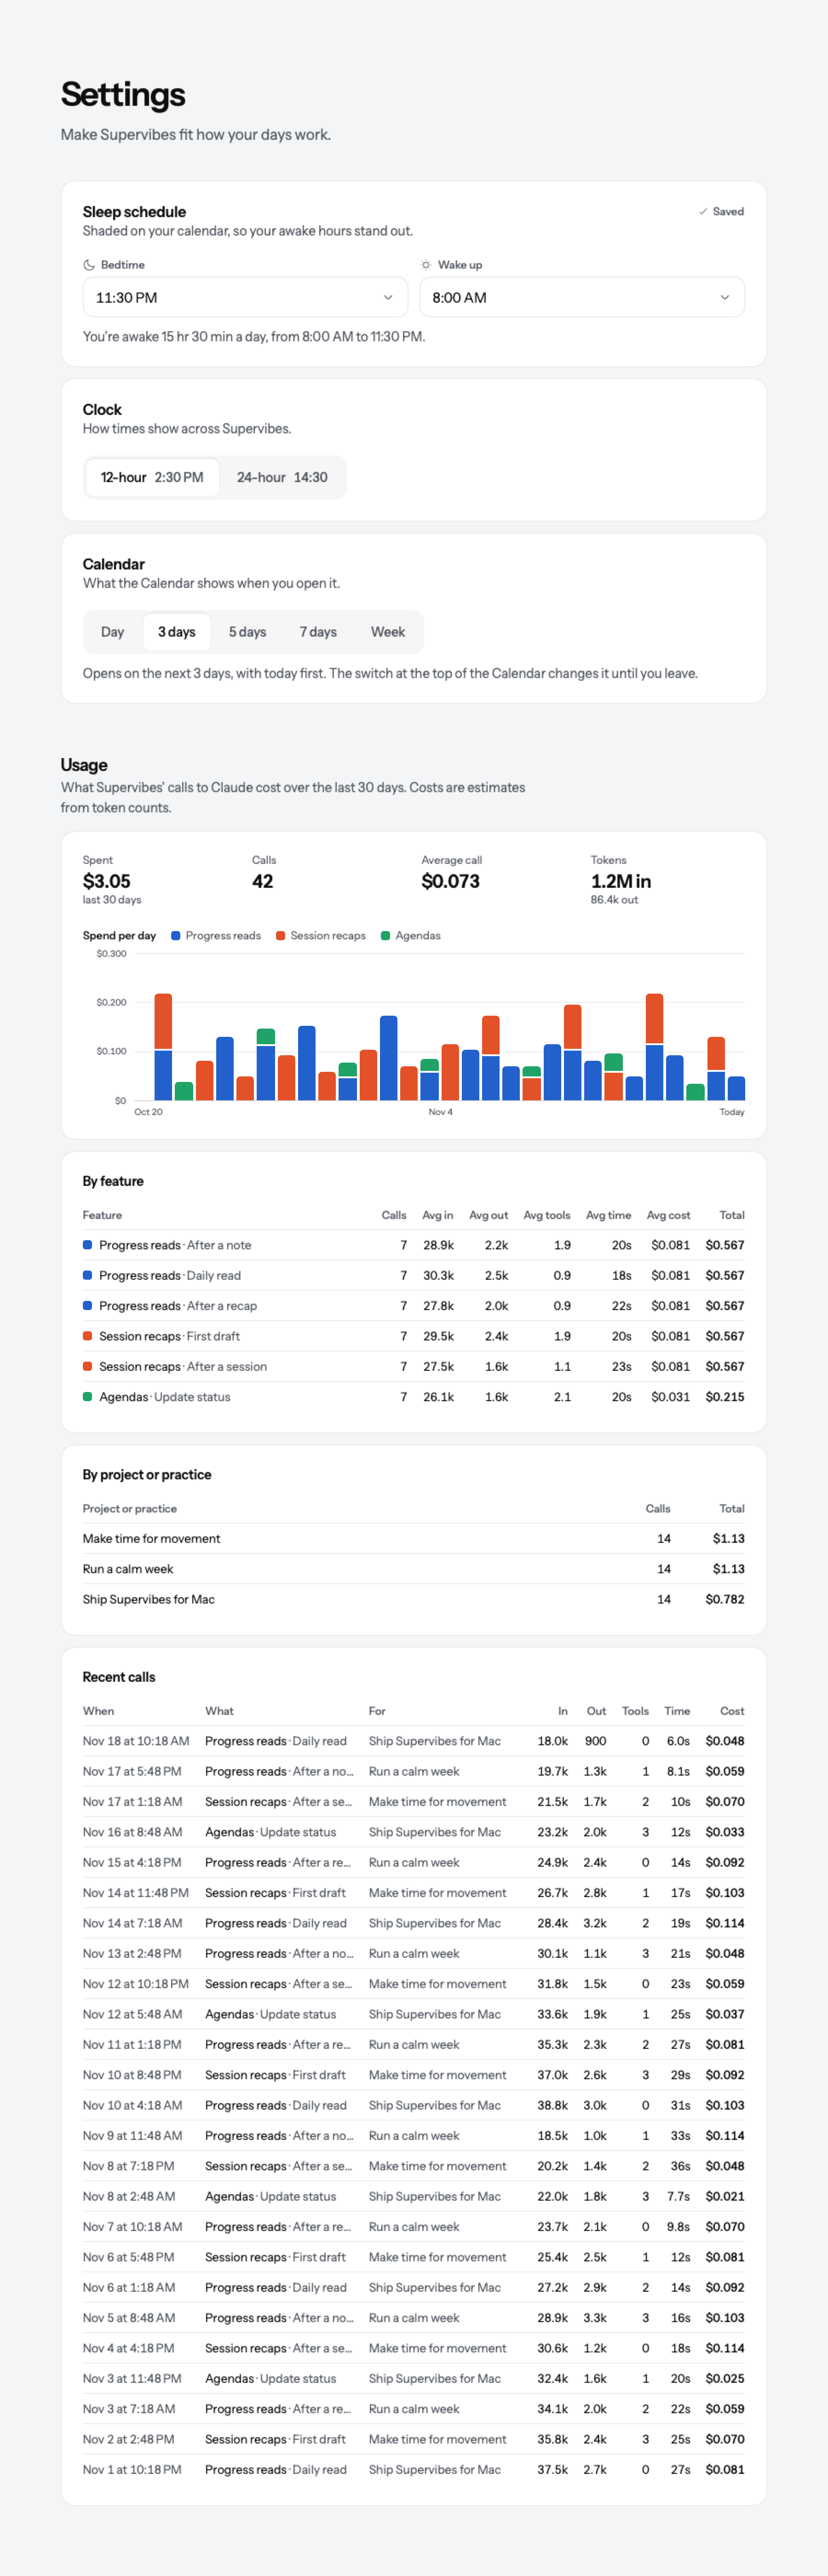 Settings
Make Supervibes fit how your days work.
Sleep schedule
Saved
Shaded on your calendar, so your awake hours stand out.
Bedtime
Wake up
11:30 PM
8:00 AM
You're awake 15 hr 30 min a day, from 8:00 AM to 11:30 PM.
Clock
How times show across Supervibes.
12-hour 2:30 PM 24-hour 14:30
Calendar
What the Calendar shows when you open it.
Day 3 days 5 days 7 days Week
Opens on the next 3 days, with today first. The switch at the top of the Calendar changes it until you leave.
Usage
What Supervibes' calls to Claude cost over the last 30 days. Costs are estimates
from token counts.
Spent Calls Average call Tokens
$3.05 42 $0.073 1.2M in
last 30 days 86.4k out
Spend per day Progress reads Session recaps Agendas
$0.300
$0.200
$0.100
$0
Oct 20 Nov 4 Today
By feature
Feature Calls Avg in Avg out Avg tools Avg time Avg cost Total
Progress reads · After a note 7 28.9k 2.2k 1.9 20s $0.081 $0.567
Progress reads · Daily read 7 30.3k 2.5k 0.9 18s $0.081 $0.567
Progress reads · After a recap 7 27.8k 2.0k 0.9 22s $0.081 $0.567
Session recaps · First draft 7 29.5k 2.4k 1.9 20s $0.081 $0.567
Session recaps · After a session 7 27.5k 1.6k 1.1 23s $0.081 $0.567
Agendas · Update status 7 26.1k 1.6k 2.1 20s $0.031 $0.215
By project or practice
Project or practice Calls Total
Make time for movement 14 $1.13
Run a calm week 14 $1.13
Ship Supervibes for Mac 14 $0.782
Recent calls
When What For In Out Tools Time Cost
Nov 18 at 10:18 AM Progress reads · Daily read Ship Supervibes for Mac 18.0k 900 0 6.0s $0.048
Nov 17 at 5:48 PM Progress reads · After a no... Run a calm week 19.7k 1.3k 1 8.1s $0.059
Nov 17 at 1:18 AM Session recaps · After a se... Make time for movement 21.5k 1.7k 2 10s $0.070
Nov 16 at 8:48 AM Agendas · Update status Ship Supervibes for Mac 23.2k 2.0k 3 12s $0.033
Nov 15 at 4:18 PM Progress reads · After a re... Run a calm week 24.9k 2.4k 0 14s $0.092
Nov 14 at 11:48 PM Session recaps · First draft Make time for movement 26.7k 2.8k 1 17s $0.103
Nov 14 at 7:18 AM Progress reads · Daily read Ship Supervibes for Mac 28.4k 3.2k 2 19s $0.114
Nov 13 at 2:48 PM Progress reads · After a no... Run a calm week 30.1k 1.1k 3 21s $0.048
Nov 12 at 10:18 PM Session recaps · After a se... Make time for movement 31.8k 1.5k 0 23s $0.059
Nov 12 at 5:48 AM Agendas · Update status Ship Supervibes for Mac 33.6k 1.9k 1 25s $0.037
Nov 11 at 1:18 PM Progress reads · After a re... Run a calm week 35.3k 2.3k 2 27s $0.081
Nov 10 at 8:48 PM Session recaps · First draft Make time for movement 37.0k 2.6k 3 29s $0.092
Nov 10 at 4:18 AM Progress reads · Daily read Ship Supervibes for Mac 38.8k 3.0k 0 31s $0.103
Nov 9 at 11:48 AM Progress reads · After a no... Run a calm week 18.5k 1.0k 1 33s $0.114
Nov 8 at 7:18 PM Session recaps · After a se... Make time for movement 20.2k 1.4k 2 36s $0.048
Nov 8 at 2:48 AM Agendas · Update status Ship Supervibes for Mac 22.0k 1.8k 3 7.7s $0.021
Nov 7 at 10:18 AM Progress reads · After a re... Run a calm week 23.7k 2.1k 0 9.8s $0.070
Nov 6 at 5:48 PM Session recaps · First draft Make time for movement 25.4k 2.5k 1 12s $0.081
Nov 6 at 1:18 AM Progress reads · Daily read Ship Supervibes for Mac 27.2k 2.9k 2 14s $0.092
Nov 5 at 8:48 AM Progress reads · After a no... Run a calm week 28.9k 3.3k 3 16s $0.103
Nov 4 at 4:18 PM Session recaps · After a se... Make time for movement 30.6k 1.2k 0 18s $0.114
Nov 3 at 11:48 PM Agendas · Update status Ship Supervibes for Mac 32.4k 1.6k 1 20s $0.025
Nov 3 at 7:18 AM Progress reads · After a re... Run a calm week 34.1k 2.0k 2 22s $0.059
Nov 2 at 2:48 PM Session recaps · First draft Make time for movement 35.8k 2.4k 3 25s $0.070
Nov 1 at 10:18 PM Progress reads · Daily read Ship Supervibes for Mac 37.5k 2.7k 0 27s $0.081